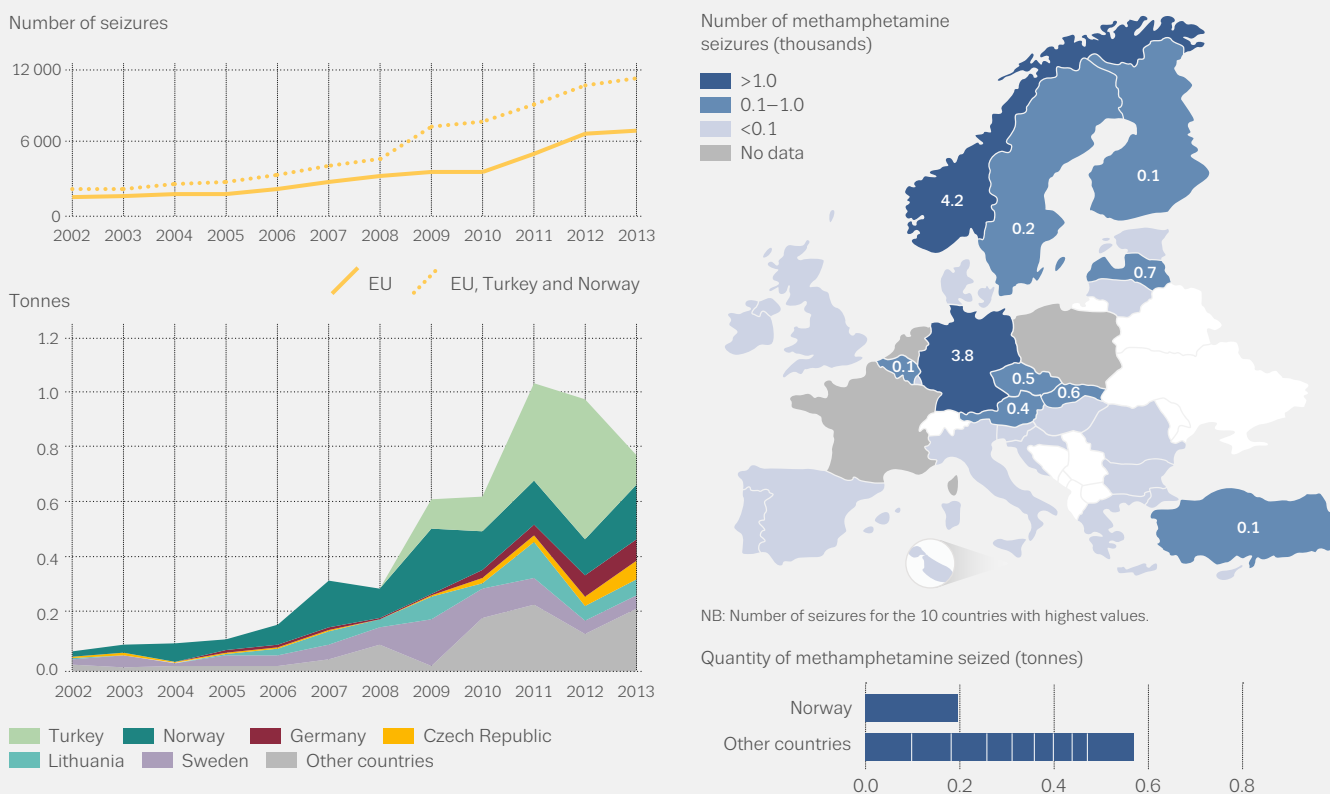 Number of seizures
12 000
6 000
0
2002 2003 2004 2005 2006 2007 2008 2009 2010 2011 2012 2013
EU EU, Turkey and Norway
Tonnes
1.2
1.0
0.8
0.6
0.4
0.2
0.0
2002 2003 2004 2005 2006 2007 2008 2009 2010 2011 2012 2013
Turkey Norway Germany Czech Republic
Lithuania Sweden Other countries
Number of methamphetamine
seizures (thousands)
>1.0
0.1–1.0
<0.1
No data
4.2
0.1
0.2
0.7
3.8
0.1
0.5
0.6
0.4
0.1
NB: Number of seizures for the 10 countries with highest values.
Quantity of methamphetamine seized (tonnes)
Norway
Other countries
0.0 0.2 0.4 0.6 0.8